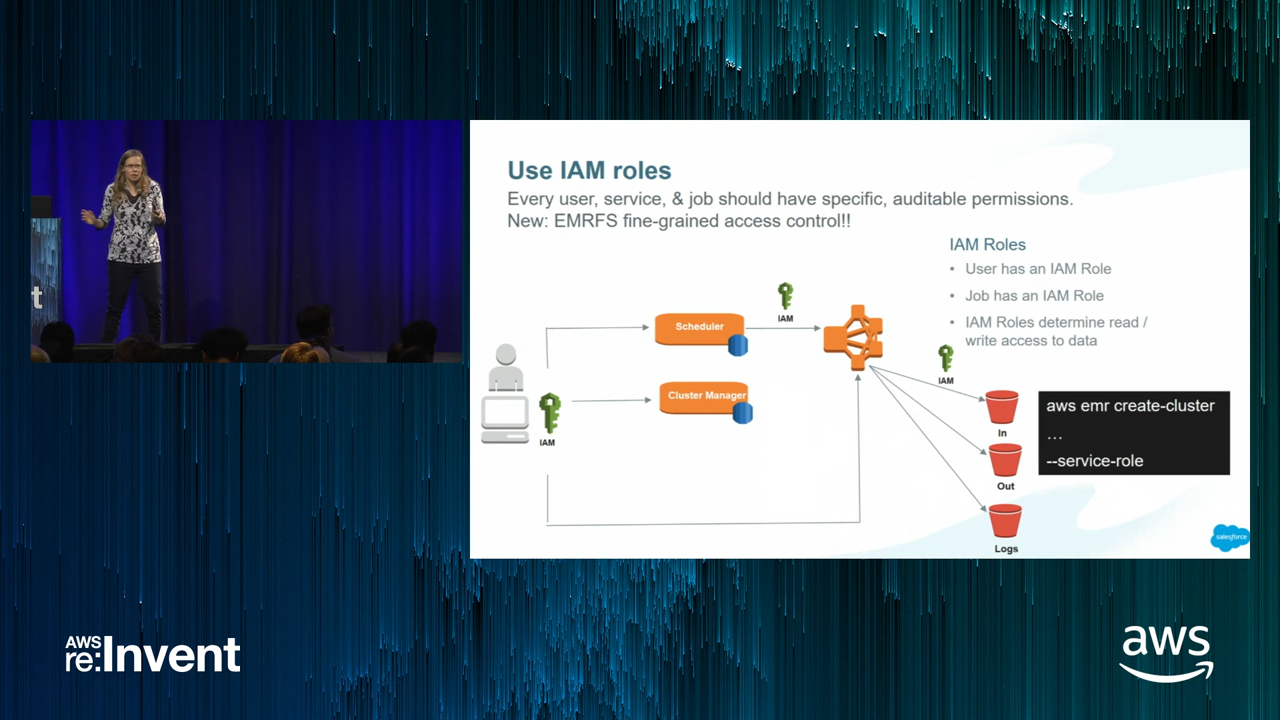 Use IAM roles
Every user, service, & job should have specific, auditable permissions.
New: EMRFS fine-grained access control!!
IAM Roles
• User has an IAM Role
• Job has an IAM Role
• IAM Roles determine read /
write access to data
IAM
Scheduler
IAM
Cluster Manager
IAM
In
Out
Logs
aws emr create-cluster
...
--service-role
salesforce
t
AWS
re:Invent
aws